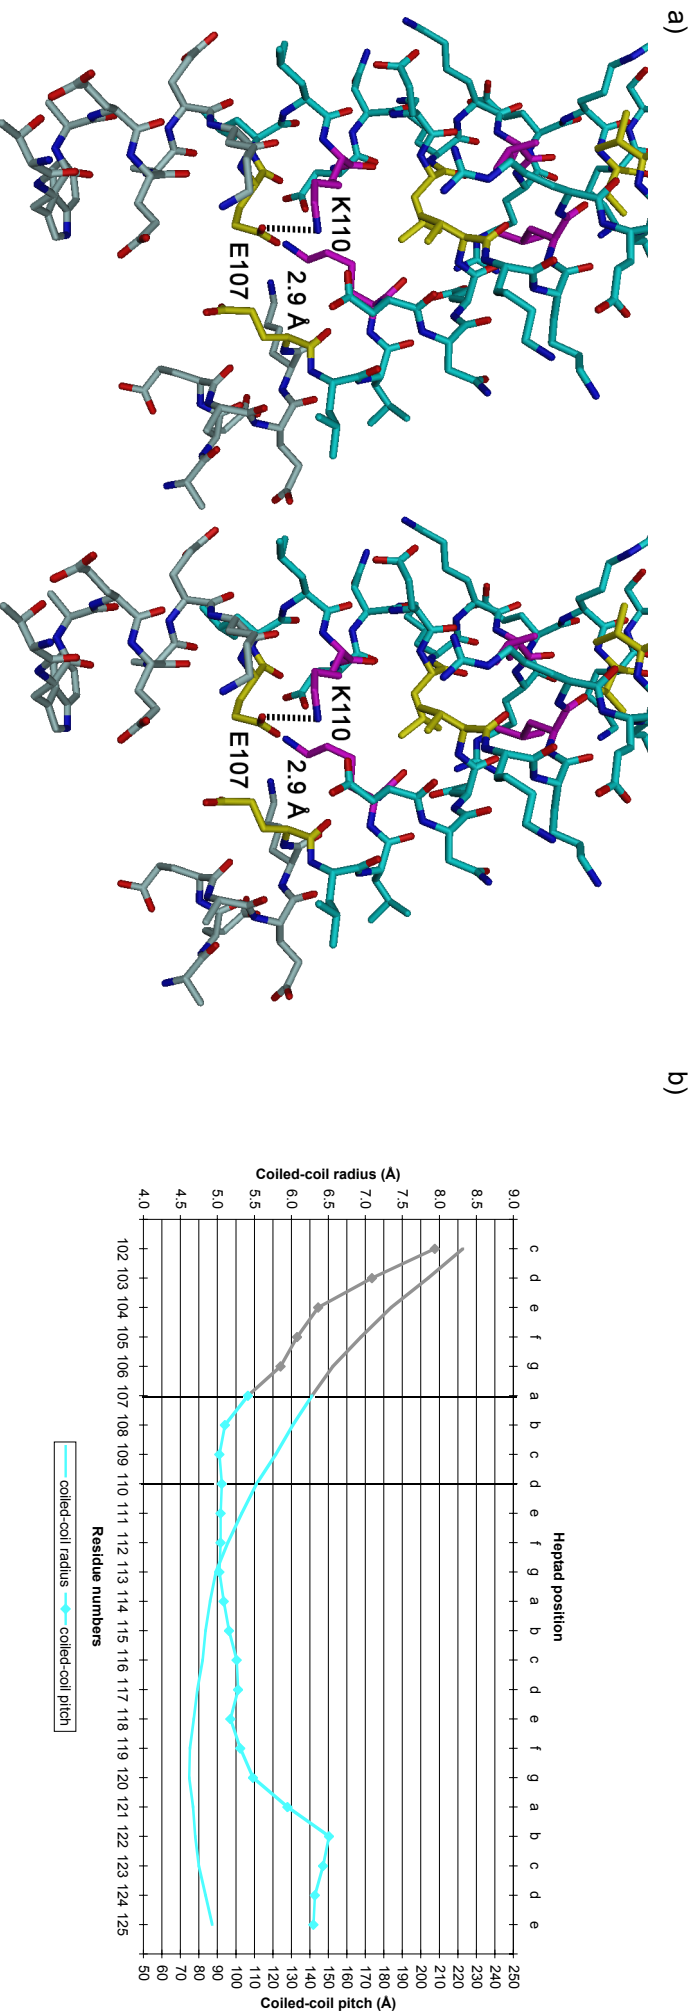 a)
K110
E107
2.9 Å
K110
E107
2.9 Å
b)
Heptad position
c d e f g a b c d e f g a b c d e f g a b c d e
Coiled-coil radius (Å)
9.0
8.5
8.0
7.5
7.0
6.5
6.0
5.5
5.0
4.5
4.0
250
240
230
220
210
200
190
180
170
160
150
140
130
120
110
100
90
80
70
60
50
Coiled-coil pitch (Å)
102 103 104 105 106 107 108 109 110 111 112 113 114 115 116 117 118 119 120 121 122 123 124 125
Residue numbers
coiled-coil radius coiled-coil pitch